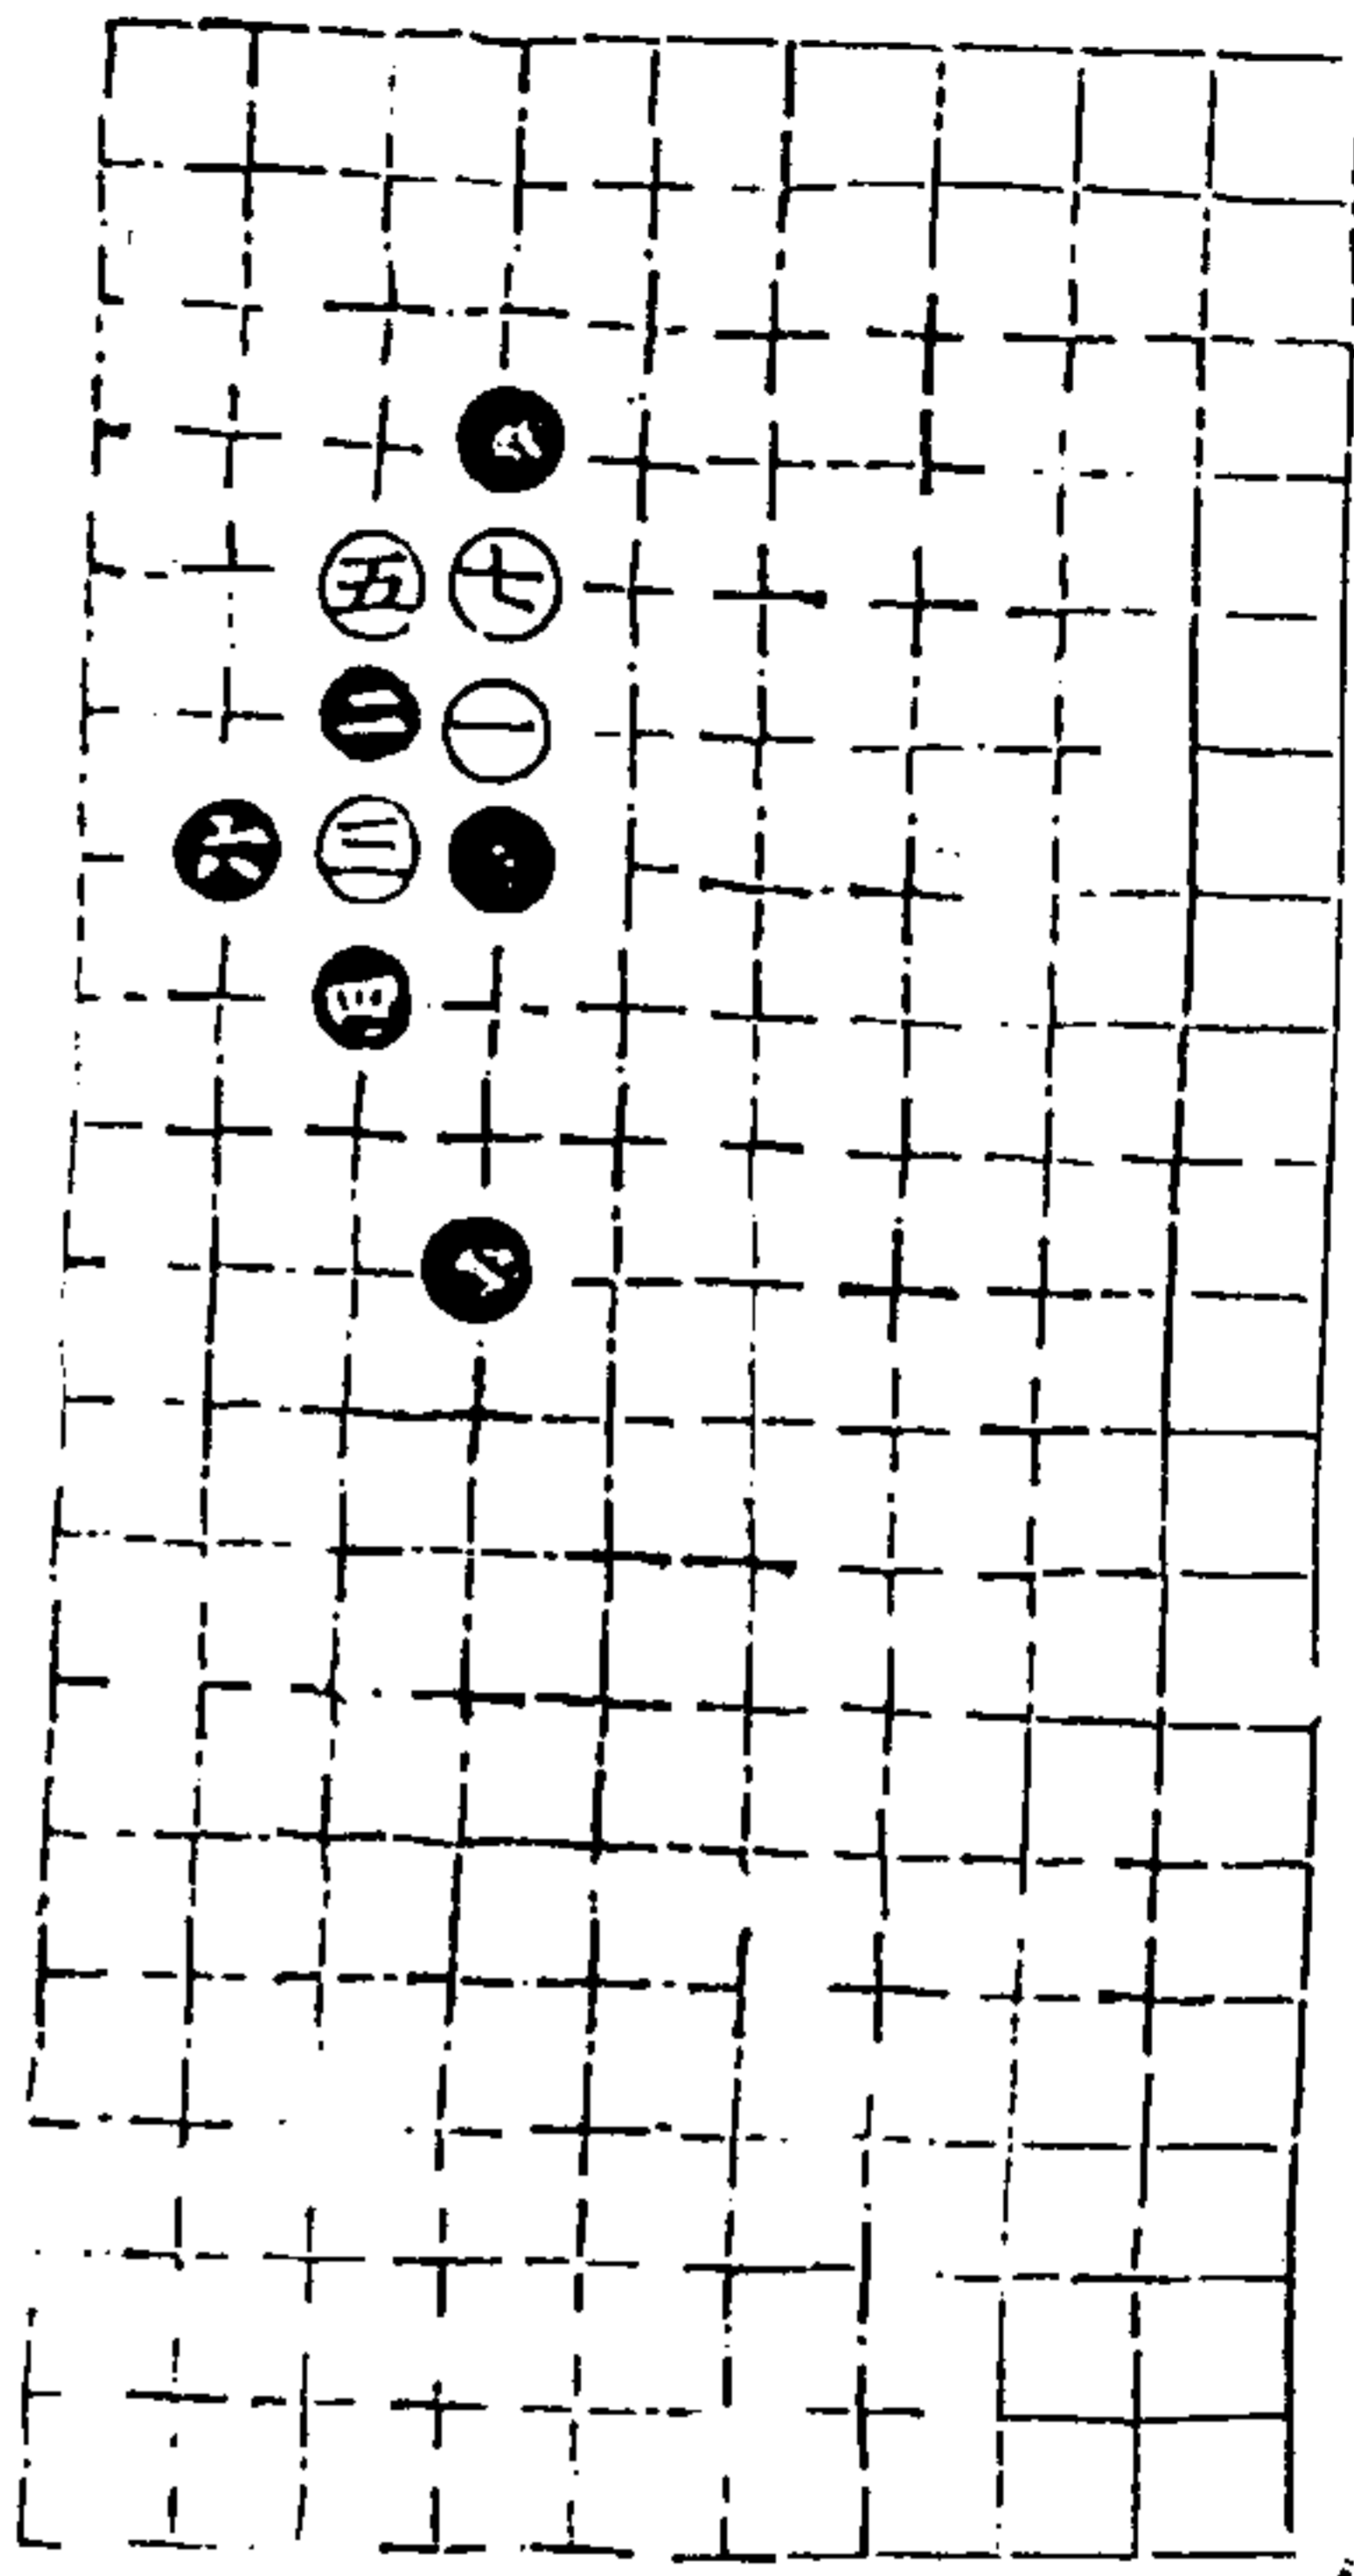 五 七
二 一
六 三
四